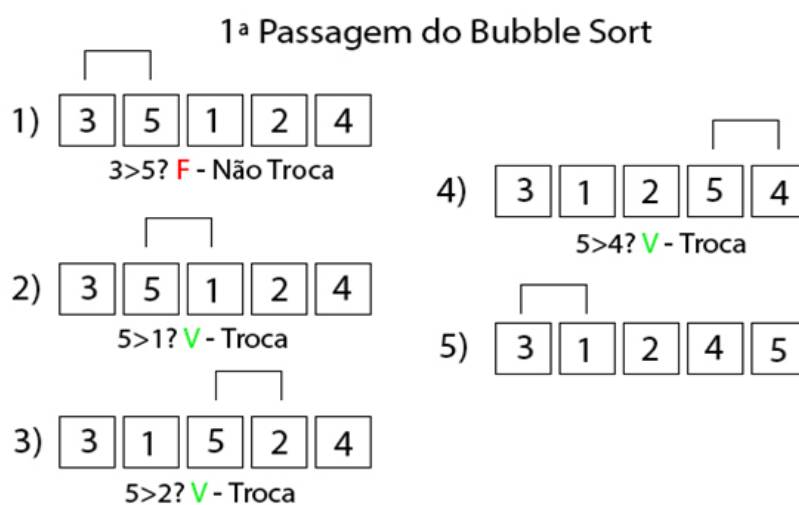 1ª Passagem do Bubble Sort
1) 3 5 1 2 4
3>5? F - Não Troca
2) 3 5 1 2 4
5>1? V - Troca
3) 3 1 5 2 4
5>2? V - Troca
4) 3 1 2 5 4
5>4? V - Troca
5) 3 1 2 4 5